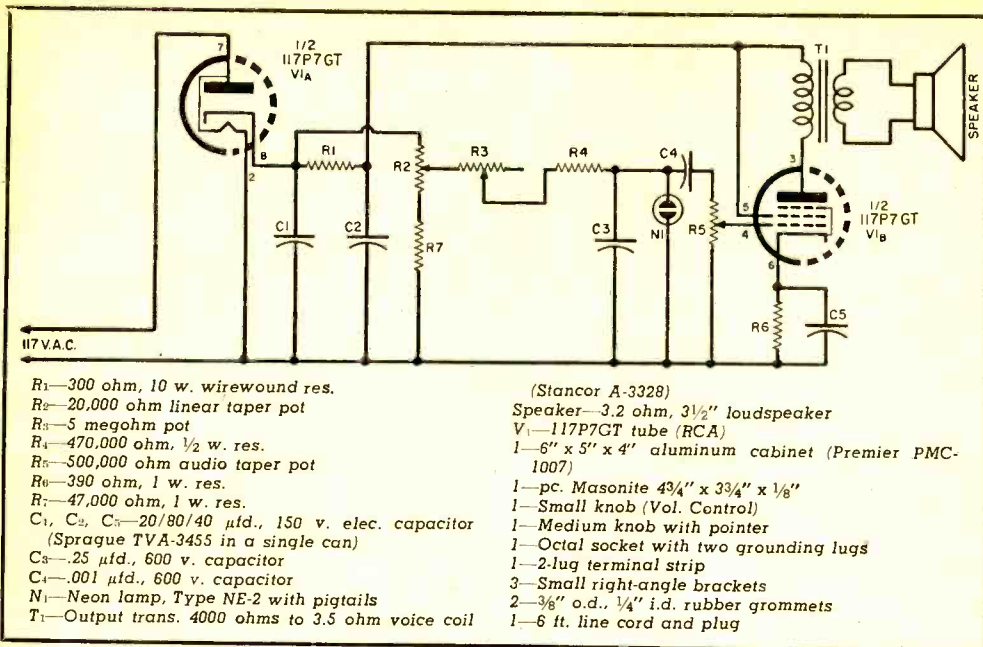 1/2
117P7GT
V1A
7
8
2
R1
R2
R3
R4
C4
C1
C2
R7
C3
N1
R5
T1
3
5
4
6
1/2
117P7GT
V1B
R6
C5
SPEAKER
117 V.A.C.
R1—300 ohm, 10 w. wirewound res.
R2—20,000 ohm linear taper pot
R3—5 megohm pot
R4—470,000 ohm, ½ w. res.
R5—500,000 ohm audio taper pot
R6—390 ohm, 1 w. res.
R7—47,000 ohm, 1 w. res.
C1, C2, C5—20/80/40 µfd., 150 v. elec. capacitor
(Sprague TVA-3455 in a single can)
C3—.25 µfd., 600 v. capacitor
C4—.001 µfd., 600 v. capacitor
N1—Neon lamp, Type NE-2 with pigtails
T1—Output trans. 4000 ohms to 3.5 ohm voice coil
(Stancor A-3328)
Speaker—3.2 ohm, 3½" loudspeaker
V1—117P7GT tube (RCA)
1—6" x 5" x 4" aluminum cabinet (Premier PMC-
1007)
1—pc. Masonite 4¾" x 3¾" x ⅛"
1—Small knob (Vol. Control)
1—Medium knob with pointer
1—Octal socket with two grounding lugs
1—2-lug terminal strip
3—Small right-angle brackets
2—⅜" o.d., ¼" i.d. rubber grommets
1—6 ft. line cord and plug